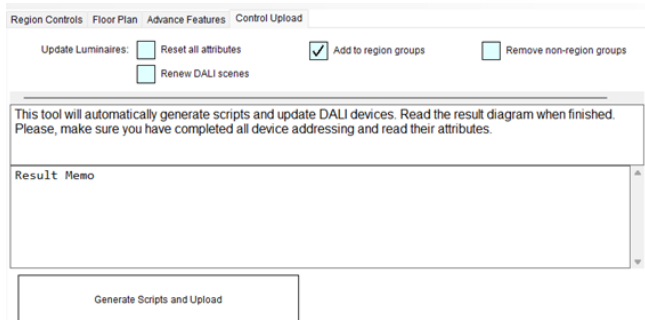 Region Controls Floor Plan Advance Features Control Upload
Update Luminaires: Reset all attributes Add to region groups Remove non-region groups
Renew DALI scenes
This tool will automatically generate scripts and update DALI devices. Read the result diagram when finished.
Please, make sure you have completed all device addressing and read their attributes.
Result Memo
Generate Scripts and Upload